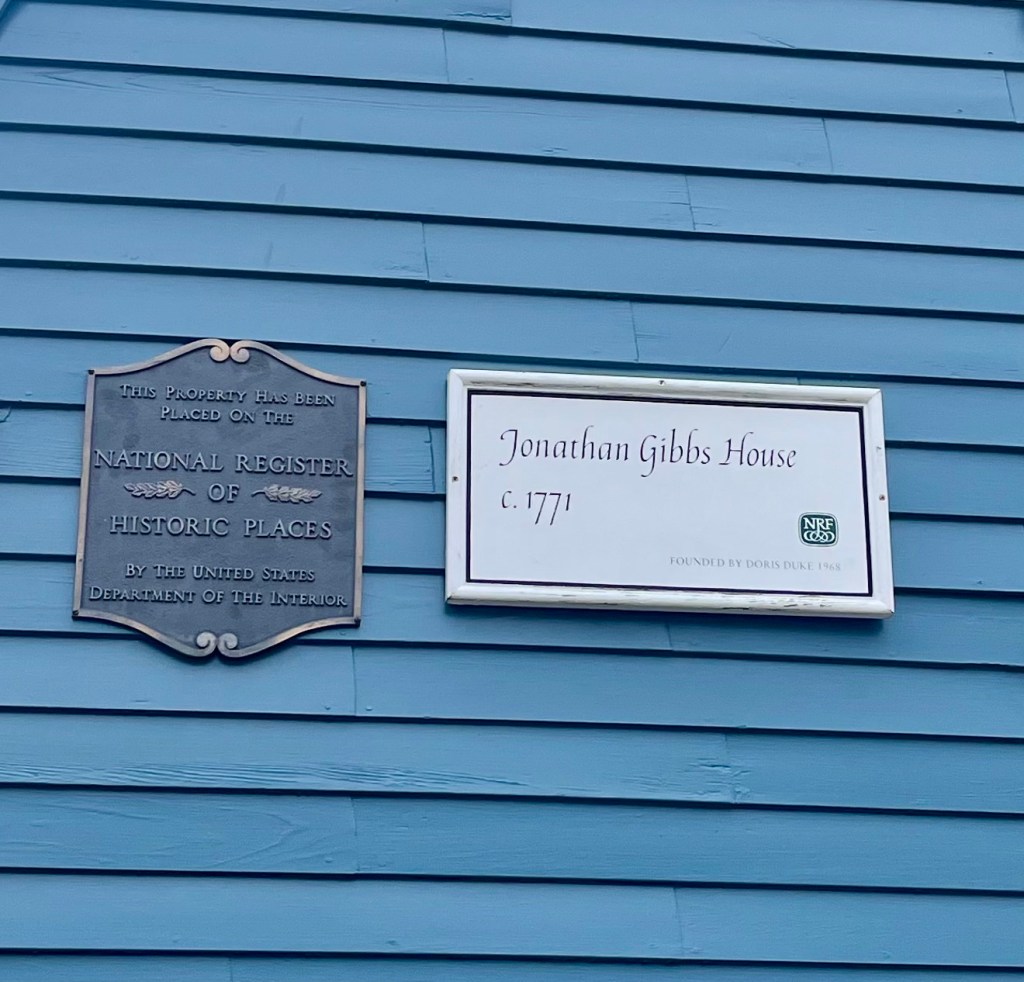 This Property Has Been
Placed On The
NATIONAL REGISTER
OF
HISTORIC PLACES
By The United States
Department Of The Interior
Jonathan Gibbs House
c. 1771
NRF
FOUNDED BY DORIS DUKE 1968